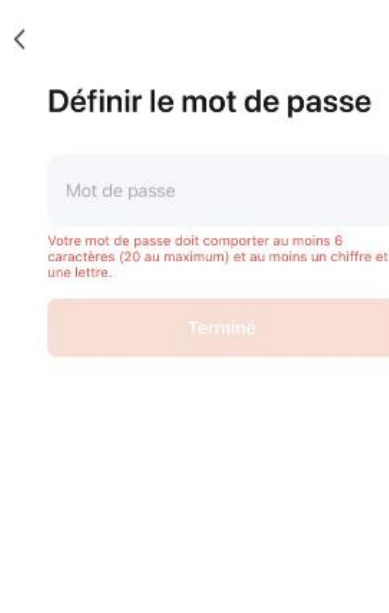 Définir le mot de passe
Mot de passe
Votre mot de passe doit comporter au moins 6
caractères (20 au maximum) et au moins un chiffre et
une lettre.
Terminé